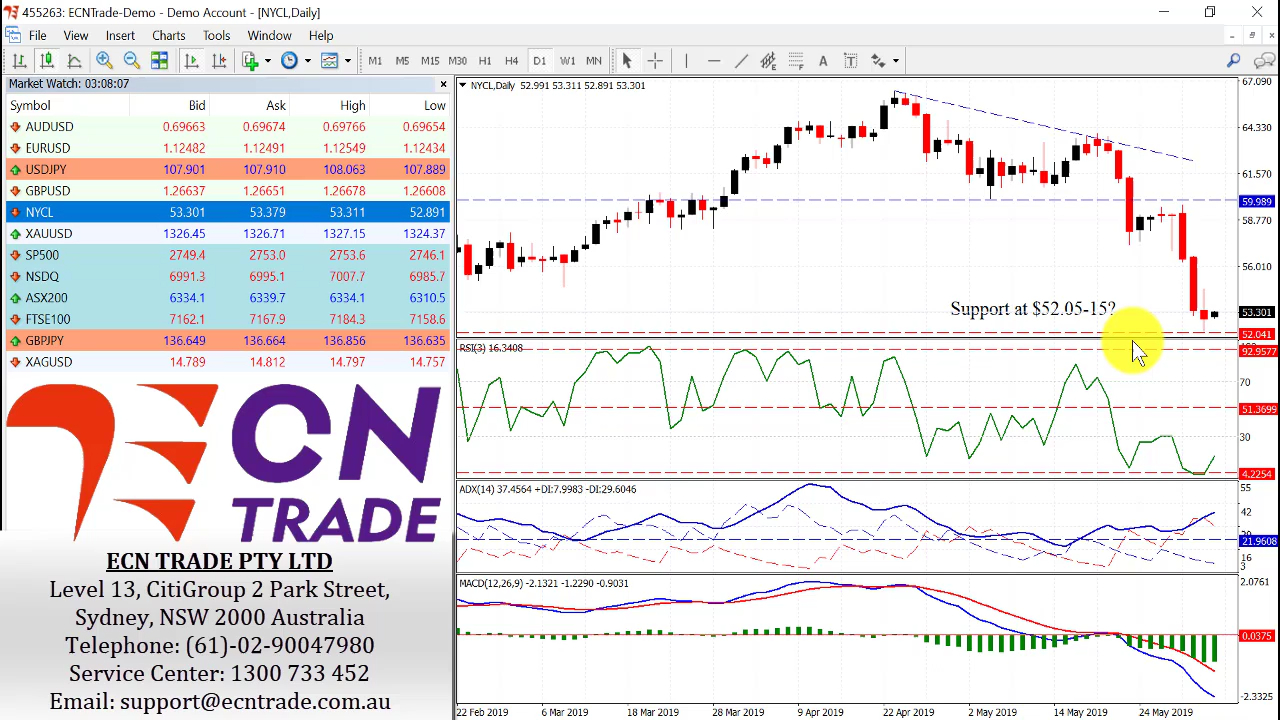 455263: ECNTrade-Demo - Demo Account - [NYCL,Daily]
File View Insert Charts Tools Window Help
M1 M5 M15 M30 H1 H4 D1 W1 MN A T
Market Watch: 03:08:07
Symbol Bid Ask High Low
AUDUSD 0.69663 0.69674 0.69766 0.69654
EURUSD 1.12482 1.12491 1.12549 1.12434
USDJPY 107.901 107.910 108.063 107.889
GBPUSD 1.26637 1.26651 1.26678 1.26608
NYCL 53.301 53.379 53.311 52.891
XAUUSD 1326.45 1326.71 1327.15 1324.37
SP500 2749.4 2753.0 2753.6 2746.1
NSDQ 6991.3 6995.1 7007.7 6985.7
ASX200 6334.1 6339.7 6334.1 6310.5
FTSE100 7162.1 7167.9 7184.3 7158.6
GBPJPY 136.649 136.664 136.856 136.635
XAGUSD 14.789 14.812 14.797 14.757
ECN
TRADE
ECN TRADE PTY LTD
Level 13, CitiGroup 2 Park Street,
Sydney, NSW 2000 Australia
Telephone: (61)-02-90047980
Service Center: 1300 733 452
Email: support@ecntrade.com.au
NYCL,Daily 52.991 53.311 52.891 53.301
67.090
64.330
61.570
59.989
58.770
56.010
Support at $52.05-15?
53.301
52.041
RSI(3) 16.3408
92.9577
70
51.3699
30
4.2254
ADX(14) 37.4564 +DI:7.9983 -DI:29.6046
55
42
21.9608
16
3
MACD(12,26,9) -2.1321 -1.2290 -0.9031
2.0761
0.0375
-2.3325
22 Feb 2019 6 Mar 2019 18 Mar 2019 28 Mar 2019 9 Apr 2019 22 Apr 2019 2 May 2019 14 May 2019 24 May 2019